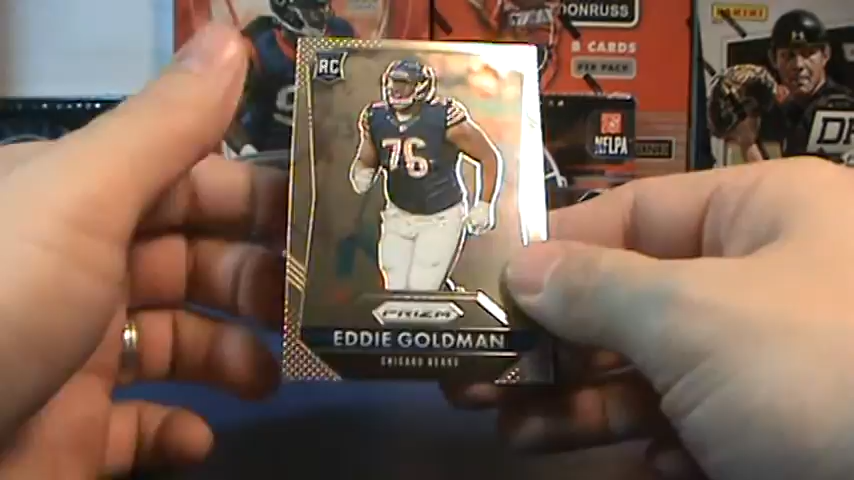 RC
76
PRIZM
EDDIE GOLDMAN
CHICAGO BEARS
DONRUSS
8 CARDS
PER PACK
NFLPA
PANINI